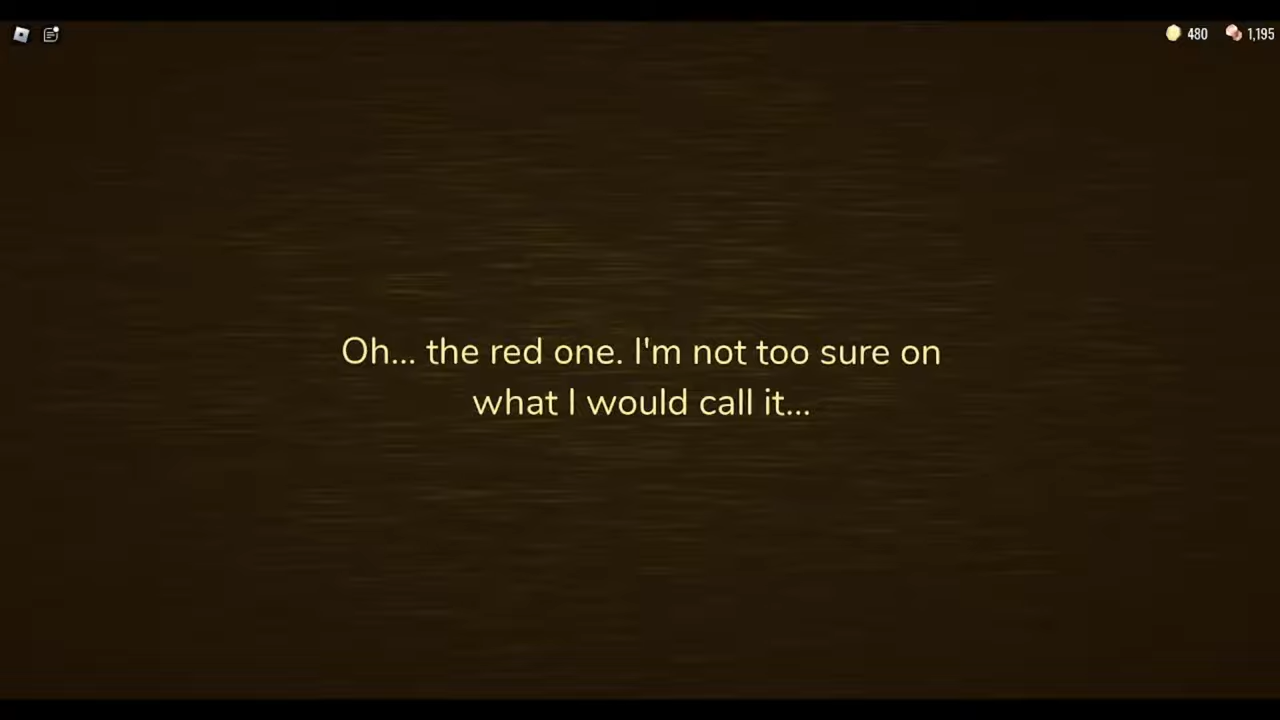 480 1,195
Oh... the red one. I'm not too sure on
what I would call it...